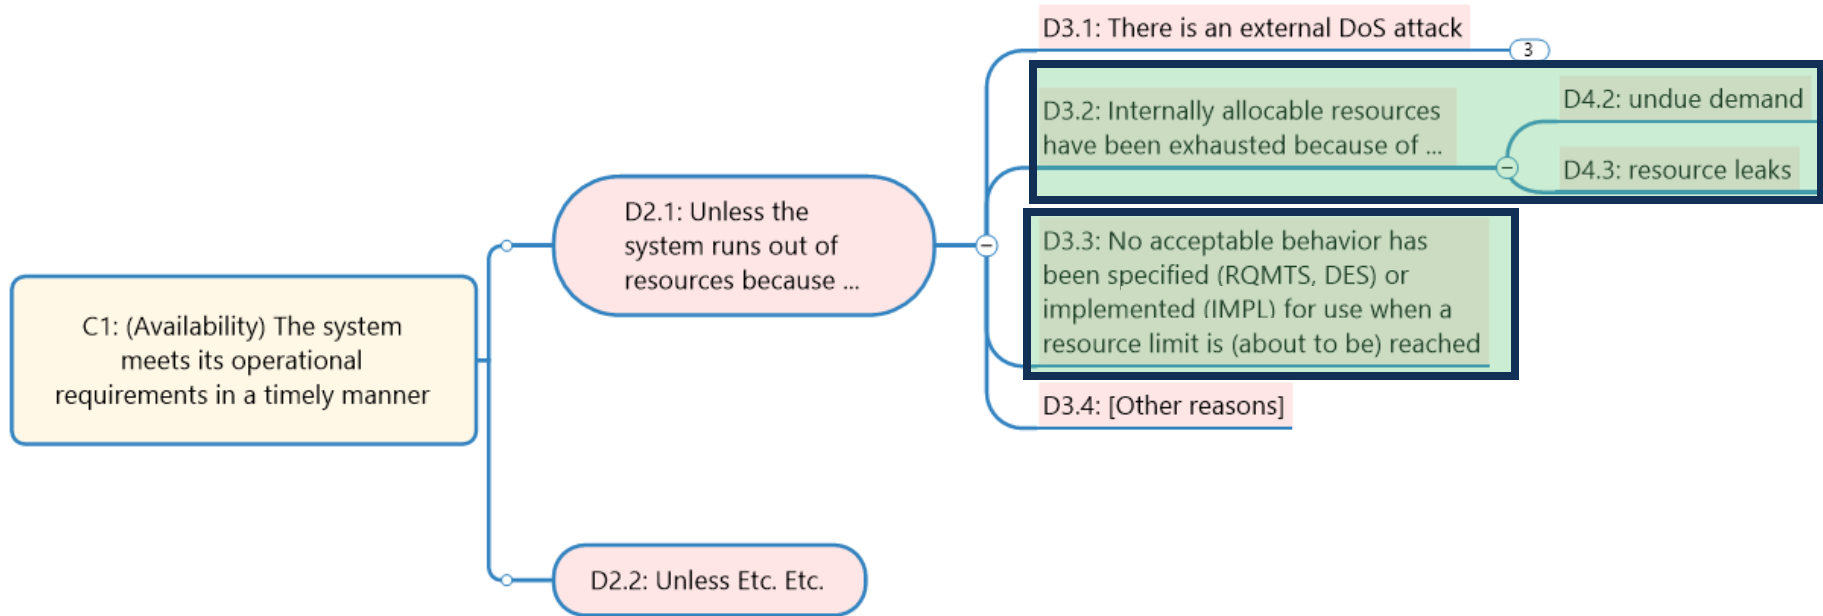 D3.1: There is an external DoS attack
3
D3.2: Internally allocable resources
have been exhausted because of ...
D4.2: undue demand
D4.3: resource leaks
D2.1: Unless the
system runs out of
resources because ...
D3.3: No acceptable behavior has
been specified (RQMTS, DES) or
implemented (IMPL) for use when a
resource limit is (about to be) reached
C1: (Availability) The system
meets its operational
requirements in a timely manner
D3.4: [Other reasons]
D2.2: Unless Etc. Etc.